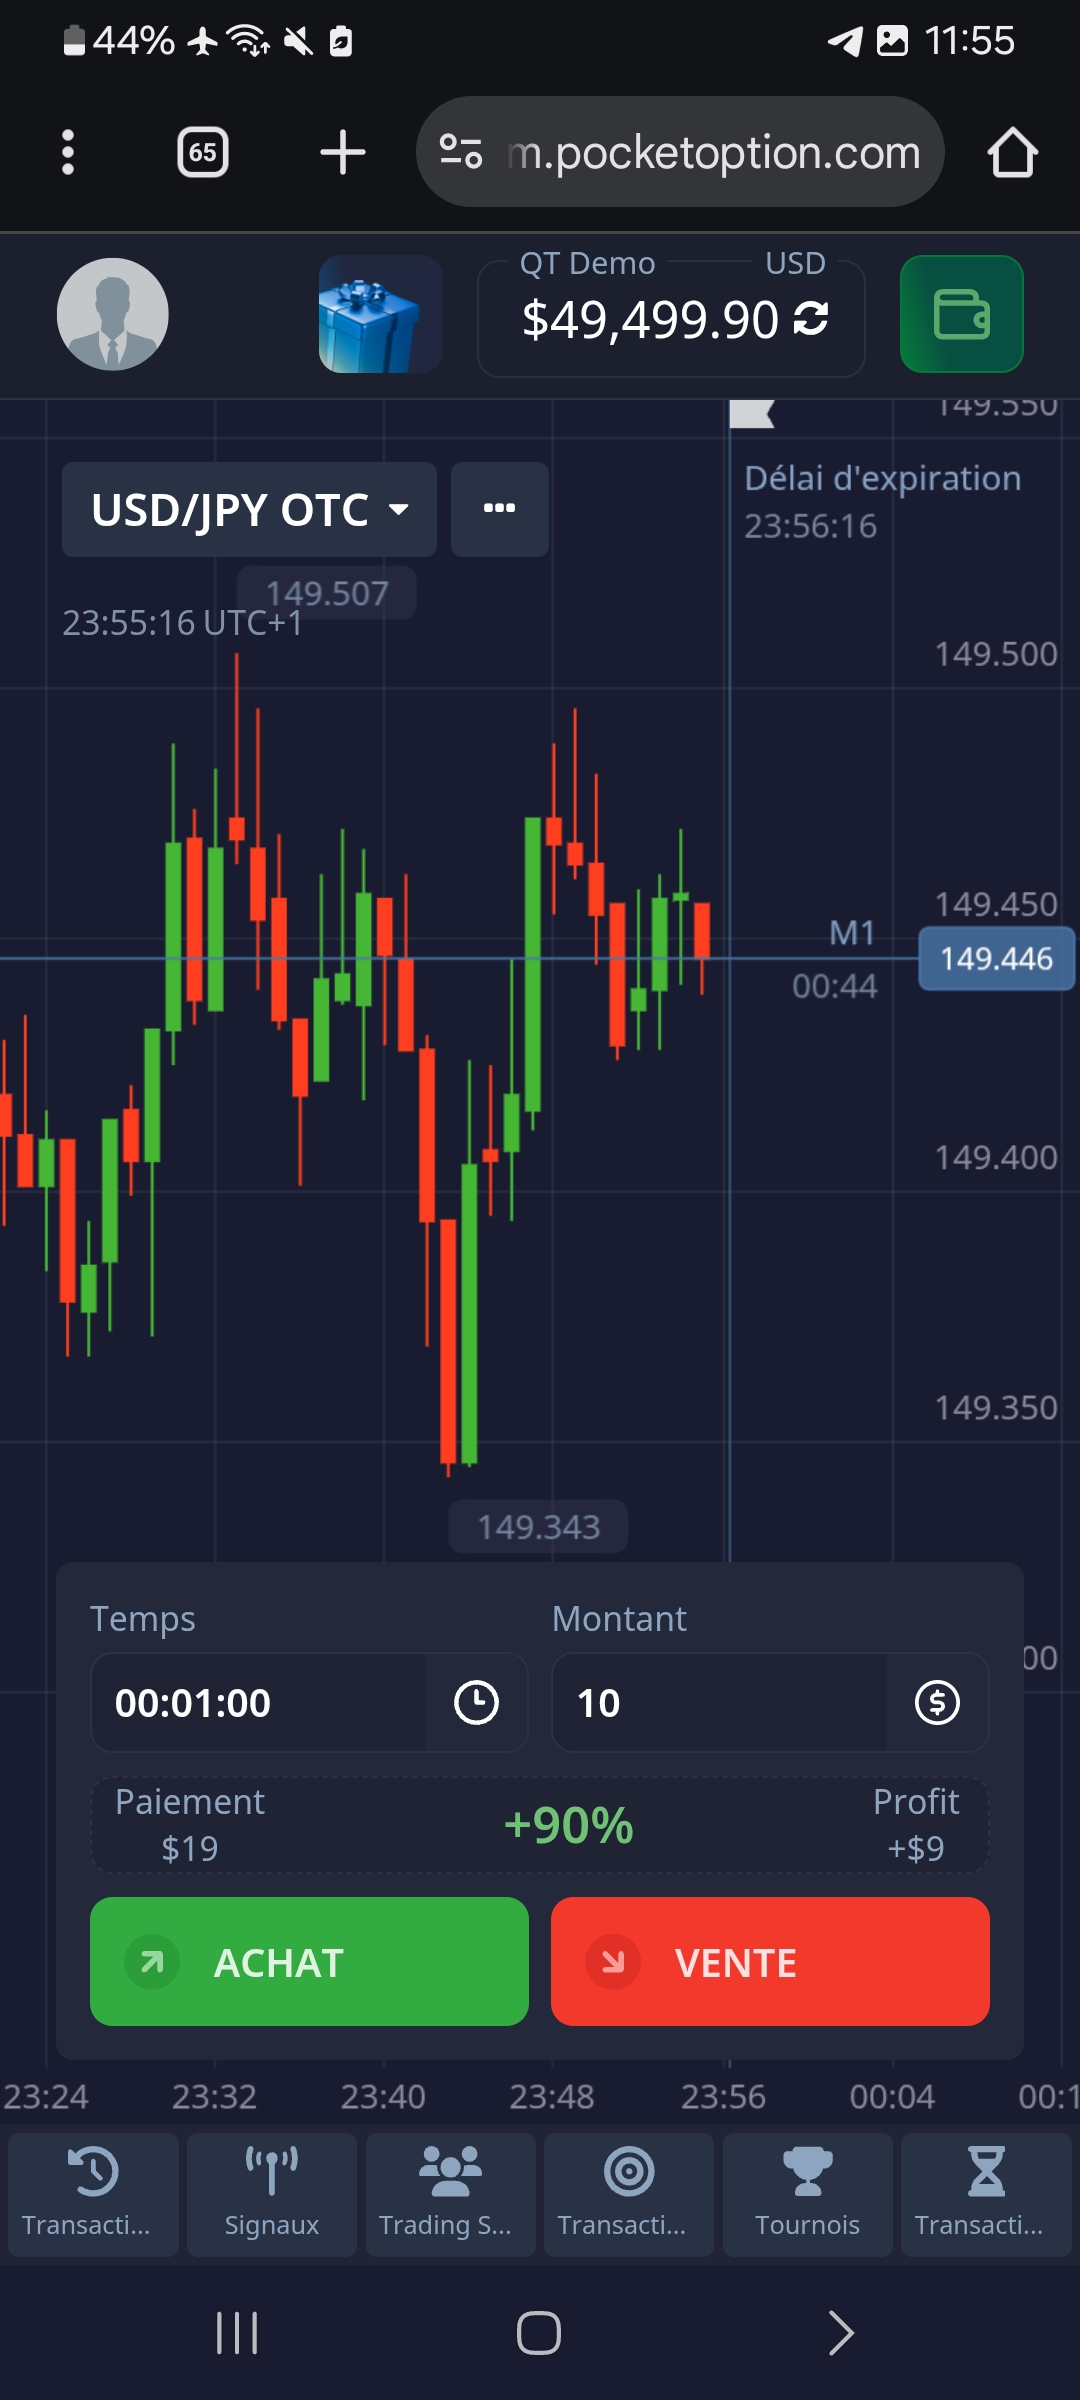 44%
11:55
65
m.pocketoption.com
QT Demo
USD
$49,499.90
149.550
USD/JPY OTC
...
Délai d'expiration
23:56:16
149.507
23:55:16 UTC+1
149.500
149.450
M1
149.446
00:44
149.400
149.350
149.343
Temps
Montant
00
00:01:00
10
Paiement
$19
+90%
Profit
+$9
ACHAT
VENTE
23:24
23:32
23:40
23:48
23:56
00:04
00:1
Transacti...
Signaux
Trading S...
Transacti...
Tournois
Transacti...